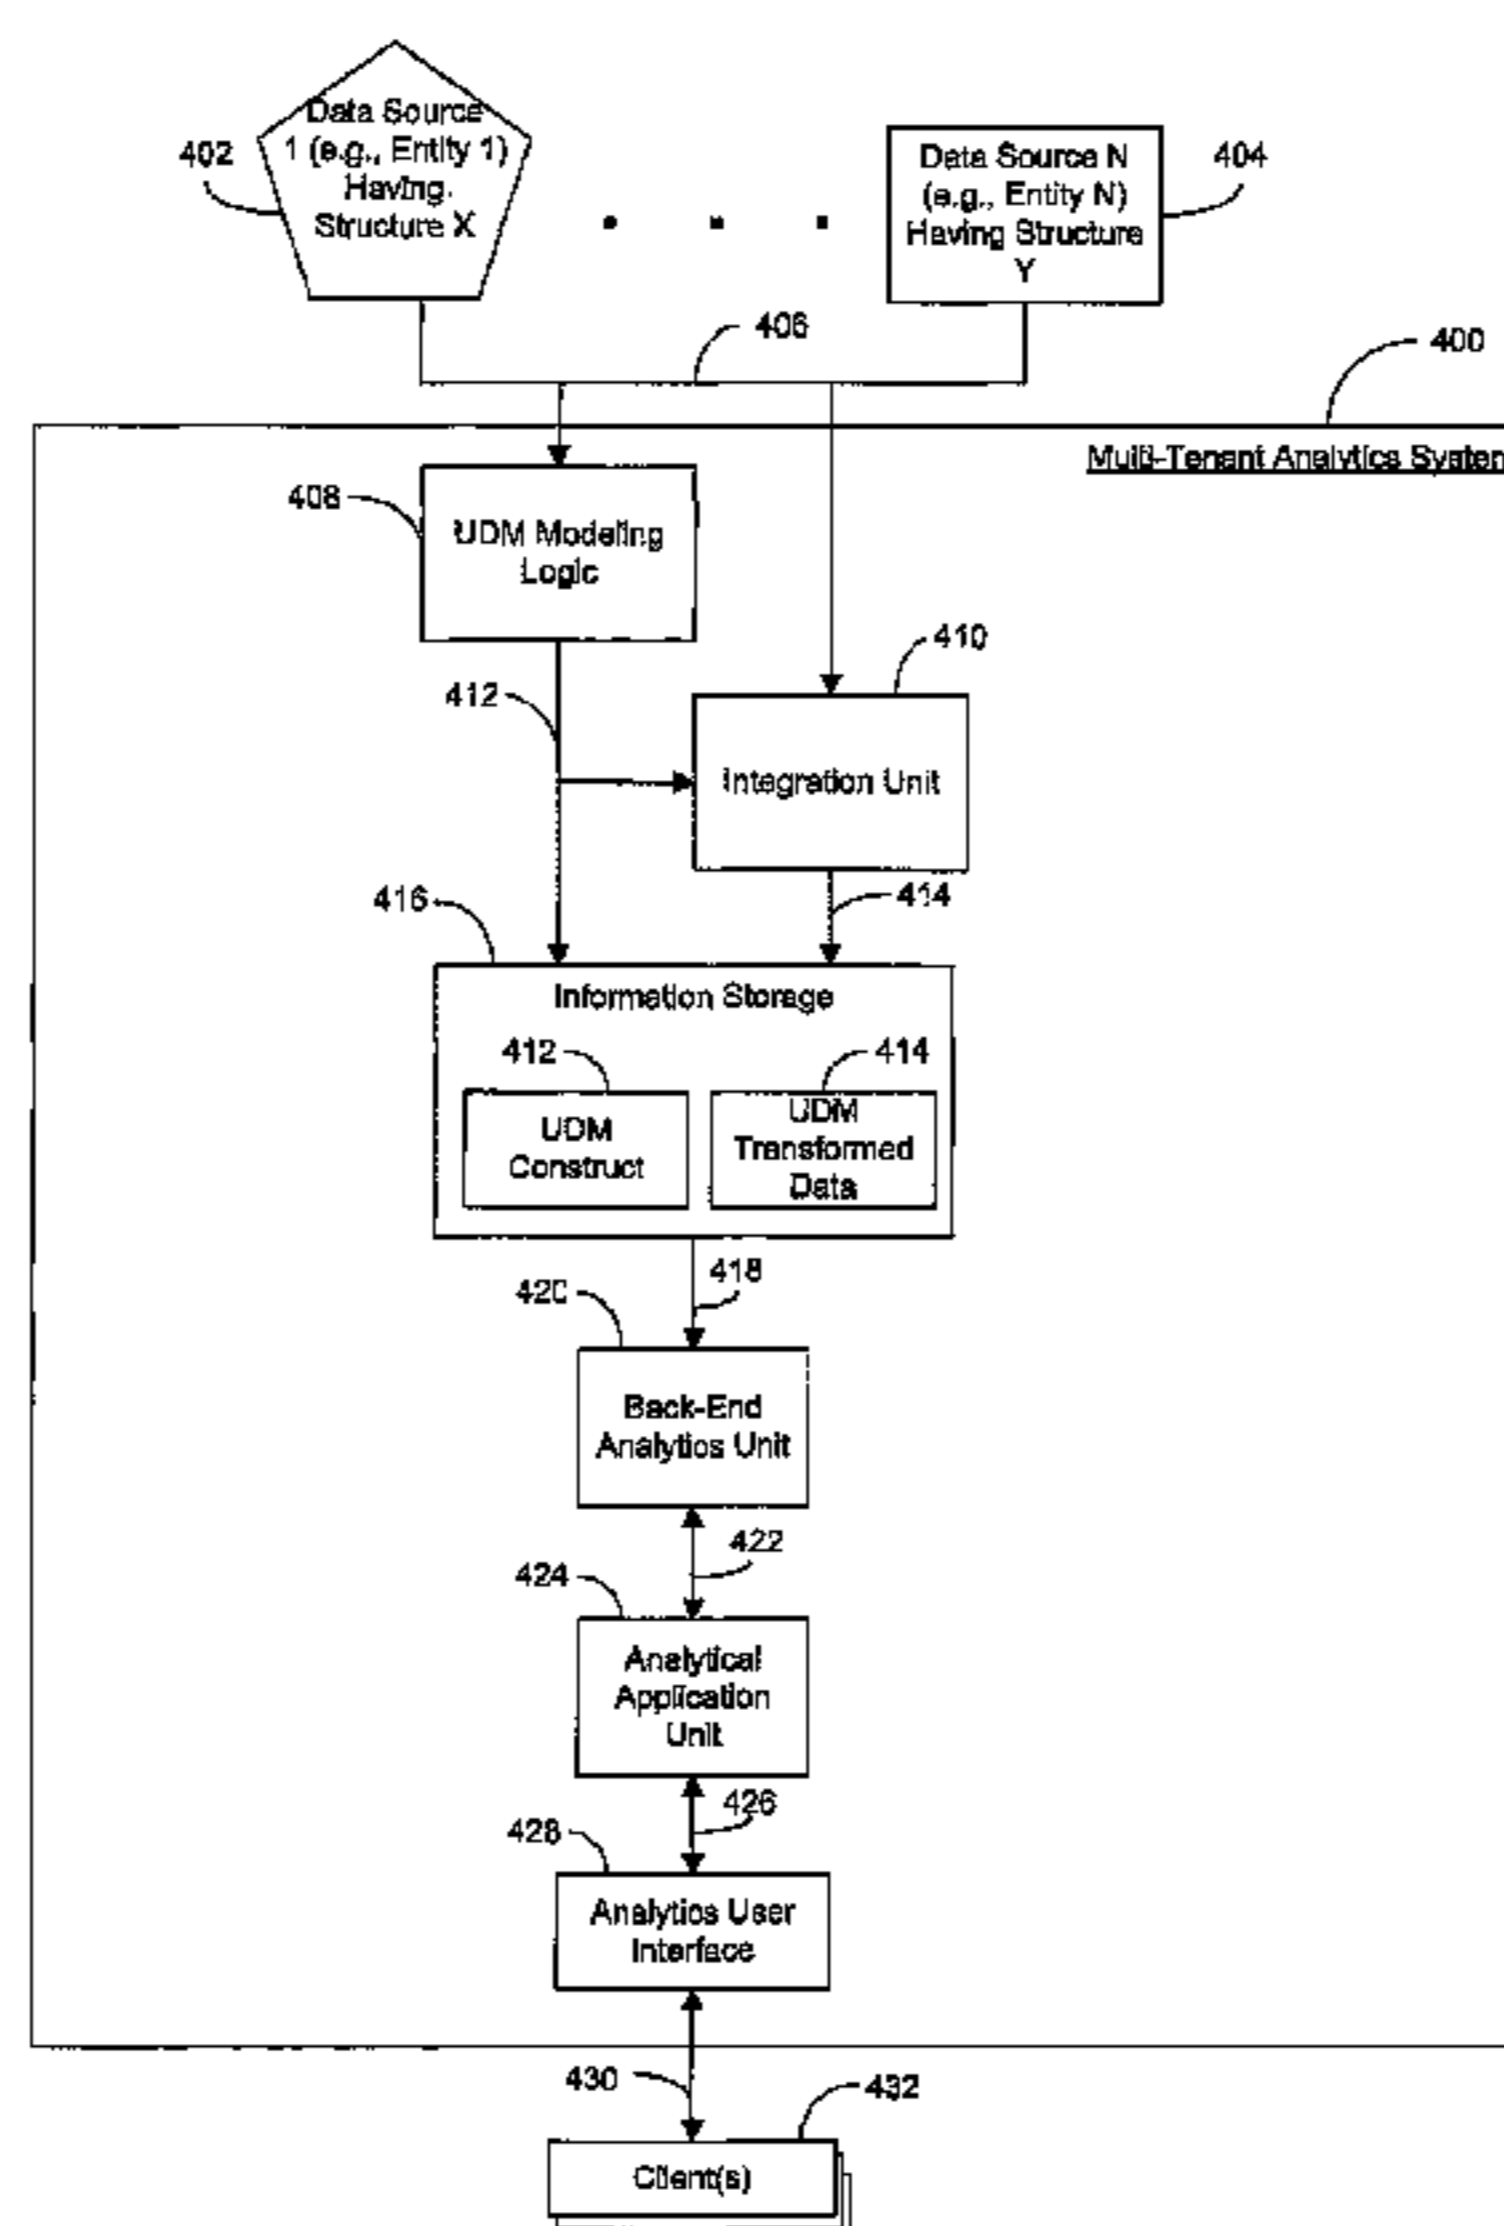 Data Source
1 (e.g., Entity 1)
Having
Structure X
402
Data Source N
(e.g., Entity N)
Having Structure
Y
404
406
400
Multi-Tenant Analytics System
408
UDM Modeling
Logic
410
412
Integration Unit
416
414
Information Storage
412
414
UDM
Construct
UDM
Transformed
Data
418
420
Back-End
Analytics Unit
422
424
Analytical
Application
Unit
426
428
Analytics User
Interface
430
432
Client(s)